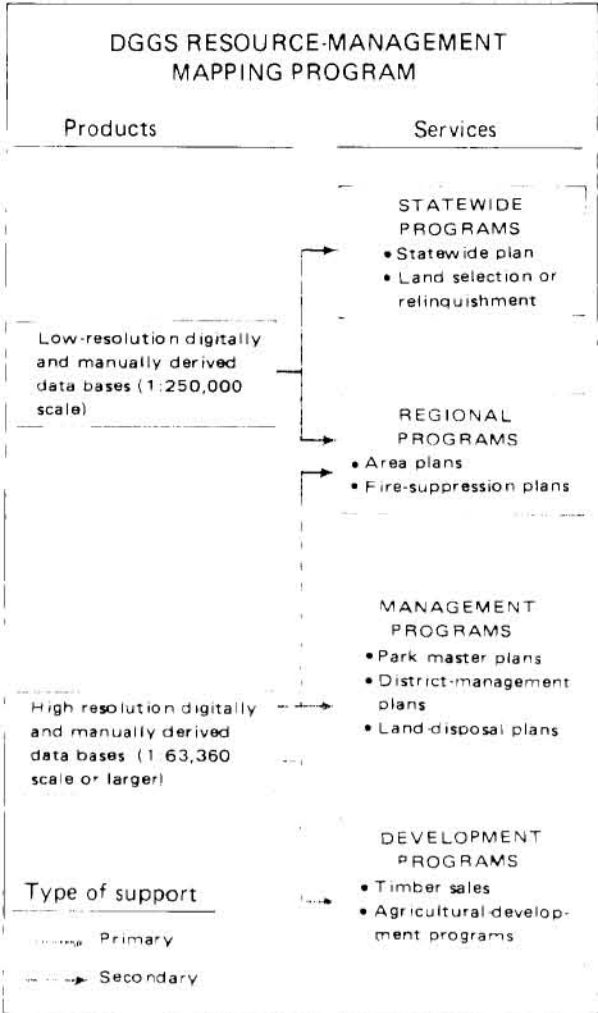 DGGS RESOURCE-MANAGEMENT
MAPPING PROGRAM
Products
Services
STATEWIDE
PROGRAMS
• Statewide plan
• Land selection or
relinquishment
Low-resolution digitally
and manually derived
data bases (1:250,000
scale)
REGIONAL
PROGRAMS
• Area plans
• Fire-suppression plans
MANAGEMENT
PROGRAMS
• Park master plans
• District-management
plans
• Land-disposal plans
High resolution digitally
and manually derived
data bases (1 63,360
scale or larger)
DEVELOPMENT
PROGRAMS
• Timber sales
• Agricultural-develop-
ment programs
Type of support
Primary
Secondary